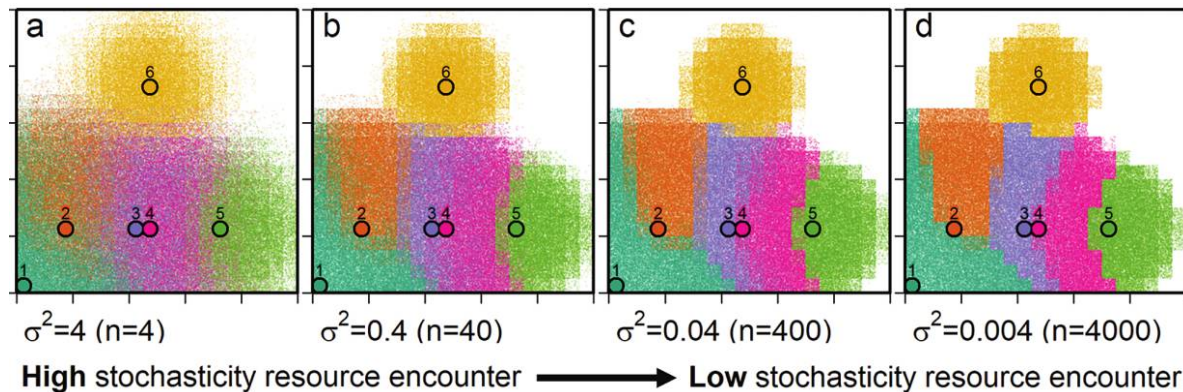 a b c d
6 6 6 6
2 3 4 5 2 3 4 5 2 3 4 5 2 3 4 5
1 1 1 1
σ²=4 (n=4) σ²=0.4 (n=40) σ²=0.04 (n=400) σ²=0.004 (n=4000)
High stochasticity resource encounter Low stochasticity resource encounter